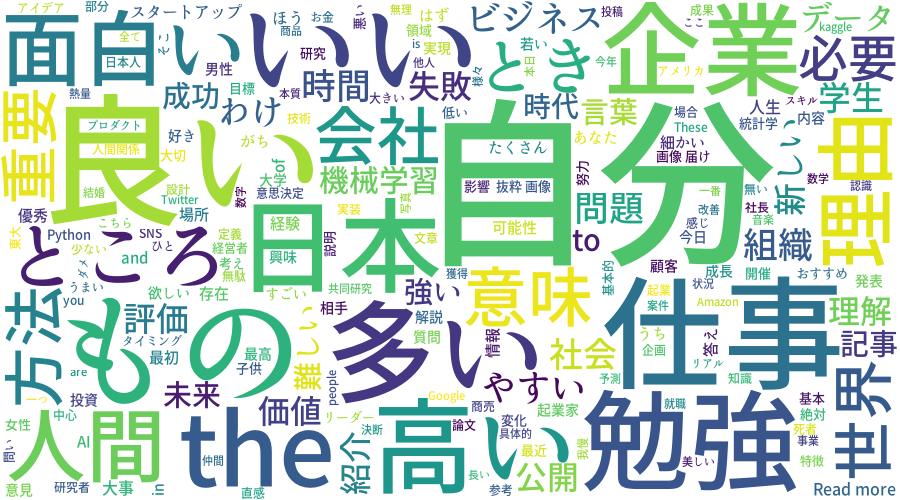 自分
良い
日本
仕事
もの
多い
高い
企業
勉強
the
人間
理由
いい
面白い
ところ
とき
意味
会社
世界
方法
重要
必要
ビジネス
データ
スタートアップ
アイデア
部分
そこ
お金
悪い
ほう
商品
研究
無理
はず
領域
is
実現
他人
様々
若い
本日
投稿
ここ
今年
アメリカ
成果
kaggle
全て
日本人
男性
時間
失敗
本質
大きい
技術
低い
時代
言葉
あなた
場合
These
人生
統計学
スキル
内容
学生
熱量
目標
成功
わけ
プロダクト
人間関係
好き
大切
がち
of
大学
機械学習
たくさん
影響
抜粋 画像
努力
細かい
画像 届け
可能性
問題
一番
無い
新しい
数学
認識
結婚
設計
Twitter
数字
意思決定
実装
写真
基本的
感じ
改善
社長
音楽
優秀
場所
東大
Python
SNS
こちら
定義
経験
説明
文章
to
今日
組織
少ない
ひと
経営者
and
考え
興味
無駄
顧客
成長
開催
おすすめ
ダメ
うまい
you
欲しい
存在
すごい
共同研究
相手
強い
獲得
起業
状況
案件
Amazon
発表
理解
評価
タイミング
最初
最高
子供
難しい
解説
質問
情報
やすい
社会
うち
企画
答え
リアル
記事
are
一つ
投資
未来
価値
people
リーダー
Google
商売
起業家
予測
知識
就職
基本
絶対
女性
中心
AI
問い
仲間
紹介
決断
論文
変化
具体的
最近
我慢
美しい
死者
事業
意見
研究者
大事
in
直感
長い
参考
公開
特徴
Read more